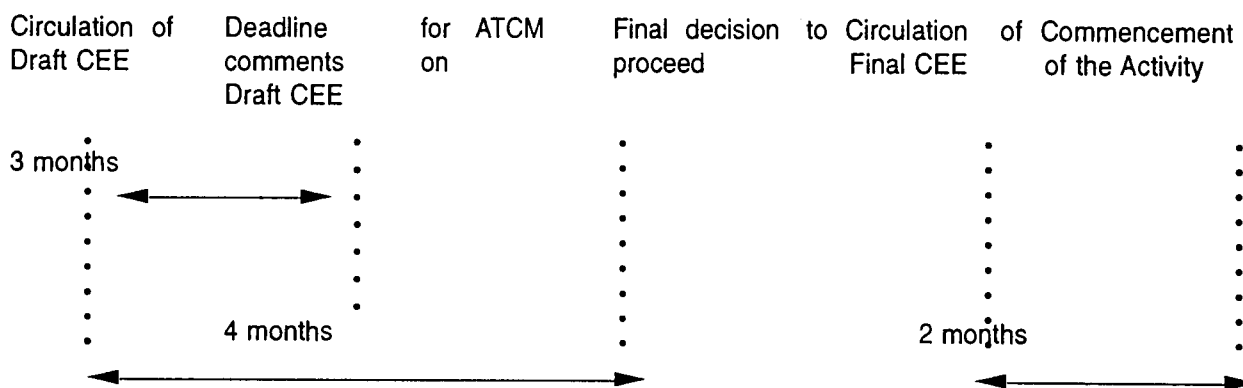 Circulation of Deadline for ATCM Final decision to Circulation of Commencement
Draft CEE comments on proceed Final CEE of the Activity
Draft CEE
3 months
4 months 2 months